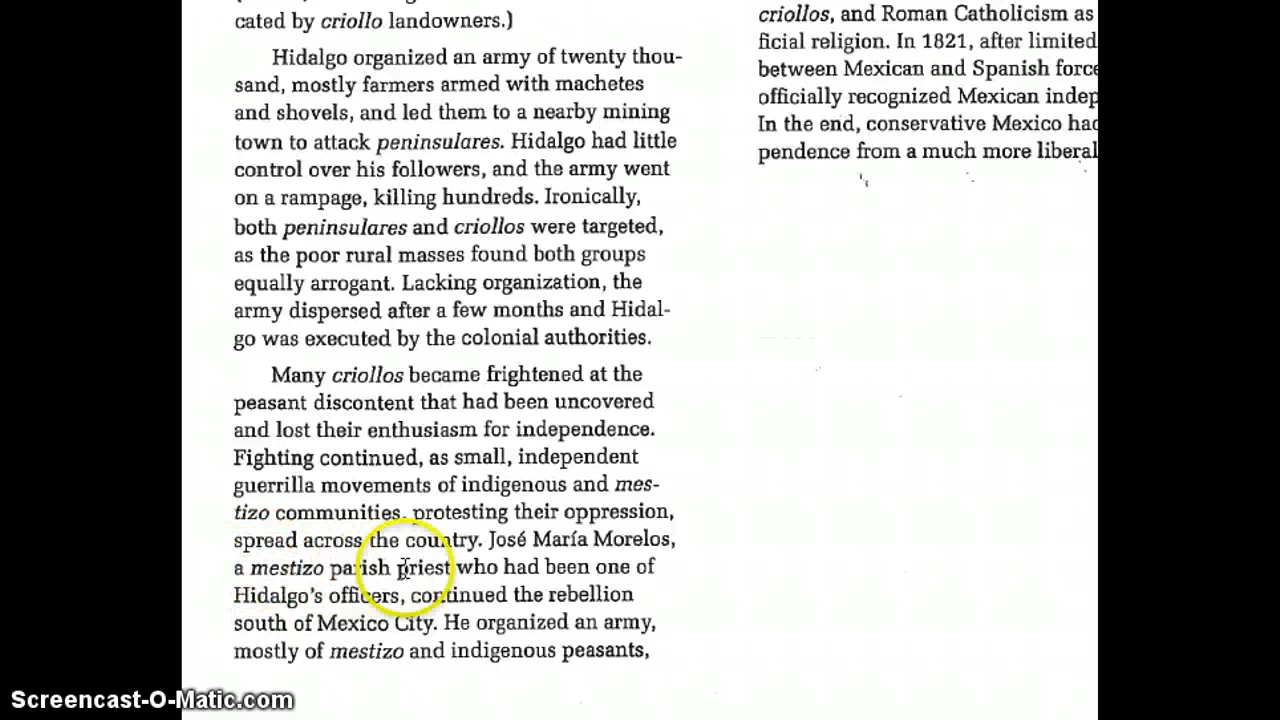 cated by criollo landowners.)
Hidalgo organized an army of twenty thou-
sand, mostly farmers armed with machetes
and shovels, and led them to a nearby mining
town to attack peninsulares. Hidalgo had little
control over his followers, and the army went
on a rampage, killing hundreds. Ironically,
both peninsulares and criollos were targeted,
as the poor rural masses found both groups
equally arrogant. Lacking organization, the
army dispersed after a few months and Hidal-
go was executed by the colonial authorities.
Many criollos became frightened at the
peasant discontent that had been uncovered
and lost their enthusiasm for independence.
Fighting continued, as small, independent
guerrilla movements of indigenous and mes-
tizo communities, protesting their oppression,
spread across the country. José María Morelos,
a mestizo parish priest who had been one of
Hidalgo's officers, continued the rebellion
south of Mexico City. He organized an army,
mostly of mestizo and indigenous peasants,
criollos, and Roman Catholicism as
ficial religion. In 1821, after limited
between Mexican and Spanish force
officially recognized Mexican indep
In the end, conservative Mexico had
pendence from a much more liberal
Screencast-O-Matic.com